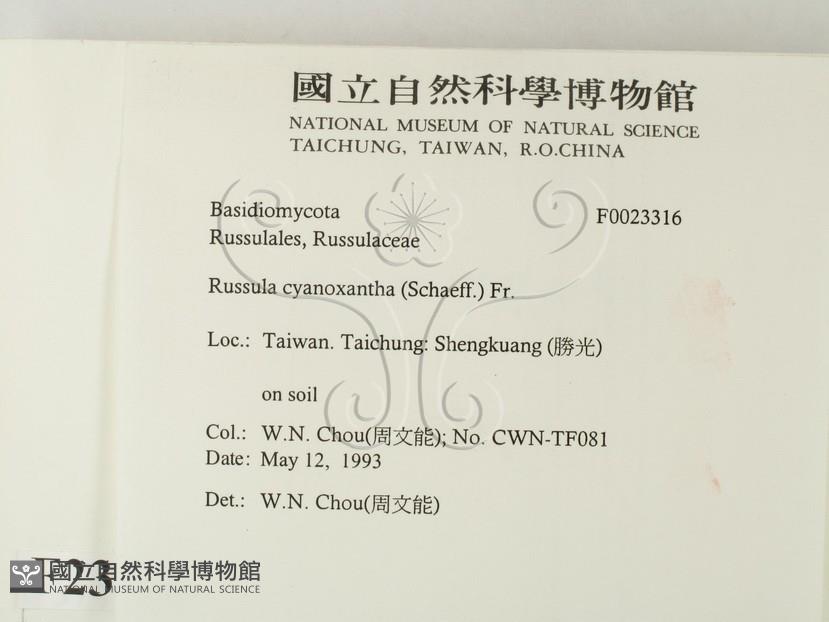 國立自然科學博物館
NATIONAL MUSEUM OF NATURAL SCIENCE
TAICHUNG, TAIWAN, R.O.CHINA
Basidiomycota F0023316
Russulales, Russulaceae
Russula cyanoxantha (Schaeff.) Fr.
Loc.: Taiwan. Taichung: Shengkuang (勝光)
on soil
Col.: W.N. Chou(周文能); No. CWN-TF081
Date: May 12, 1993
Det.: W.N. Chou(周文能)
F23
國立自然科學博物館
NATIONAL MUSEUM OF NATURAL SCIENCE